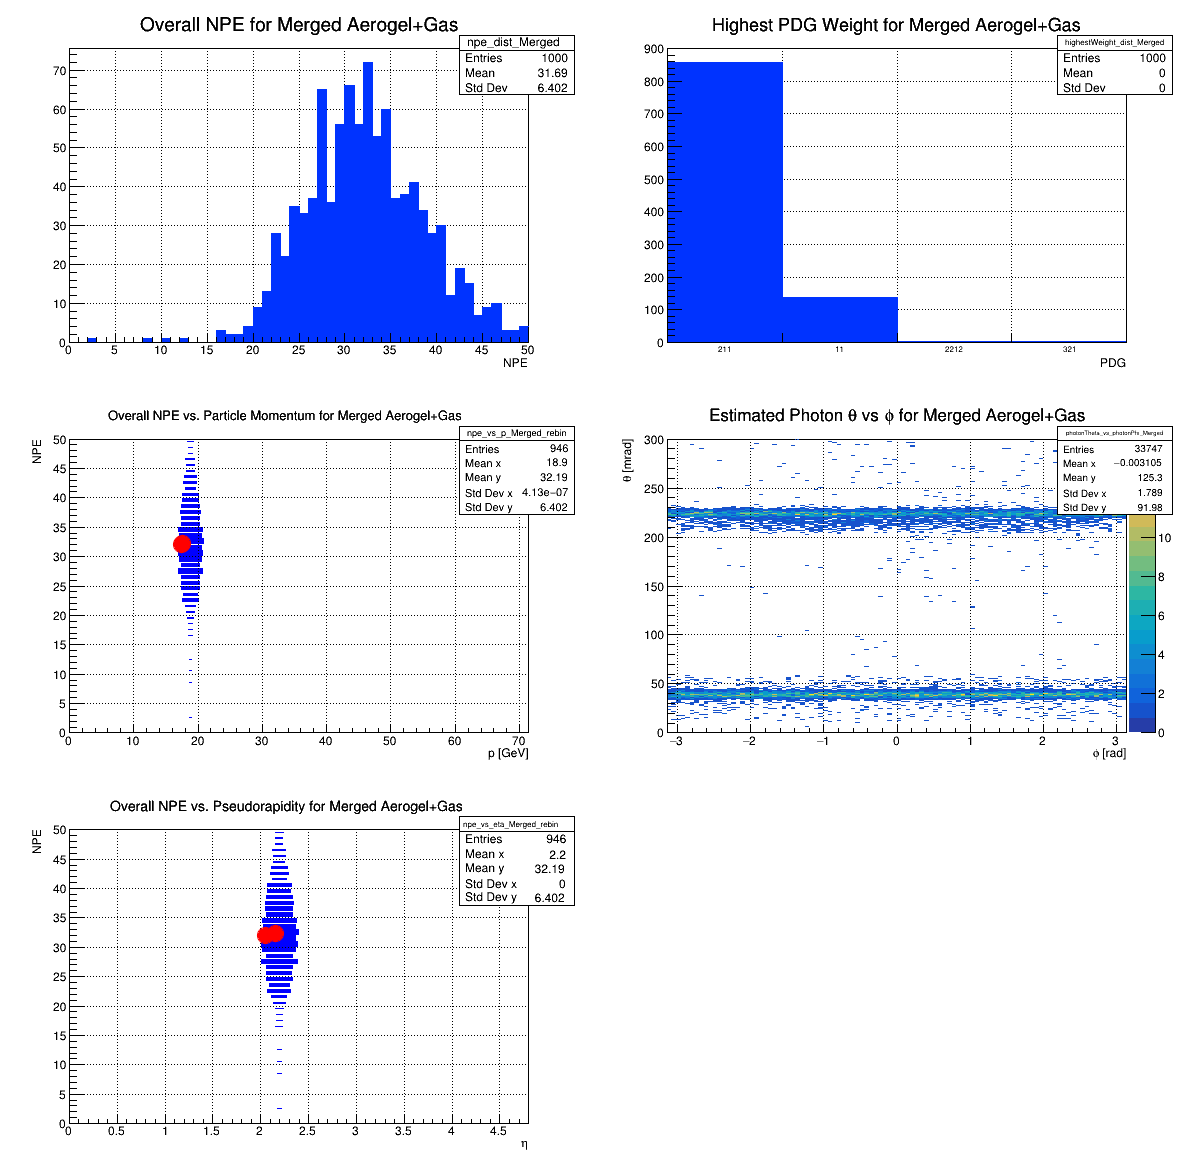 Overall NPE for Merged Aerogel+Gas
npe_dist_Merged
Entries 1000
Mean 31.69
Std Dev 6.402
70
60
50
40
30
20
10
0
0 5 10 15 20 25 30 35 40 45 50
NPE
Highest PDG Weight for Merged Aerogel+Gas
highestWeight_dist_Merged
Entries 1000
Mean 0
Std Dev 0
900
800
700
600
500
400
300
200
100
0
211 11 2212 321
PDG
Overall NPE vs. Particle Momentum for Merged Aerogel+Gas
npe_vs_p_Merged_rebin
Entries 946
Mean x 18.9
Mean y 32.19
Std Dev x 4.13e-07
Std Dev y 6.402
NPE
50
45
40
35
30
25
20
15
10
5
0
0 10 20 30 40 50 60 70
p [GeV]
Estimated Photon θ vs ϕ for Merged Aerogel+Gas
photonTheta_vs_photonPhi_Merged
Entries 33747
Mean x −0.003105
Mean y 125.3
Std Dev x 1.789
Std Dev y 91.98
θ [mrad]
300
250
200
150
100
50
0
−3 −2 −1 0 1 2 3
ϕ [rad]
10
8
6
4
2
0
Overall NPE vs. Pseudorapidity for Merged Aerogel+Gas
npe_vs_eta_Merged_rebin
Entries 946
Mean x 2.2
Mean y 32.19
Std Dev x 0
Std Dev y 6.402
NPE
50
45
40
35
30
25
20
15
10
5
0
0 0.5 1 1.5 2 2.5 3 3.5 4 4.5
η